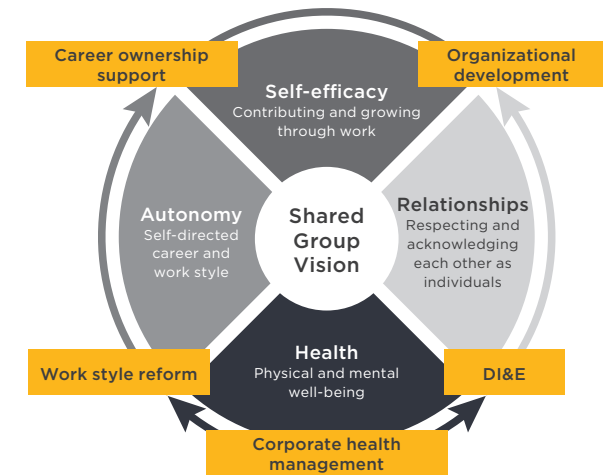 Career ownership
support
Organizational
development
Self-efficacy
Contributing and growing
through work
Autonomy
Self-directed
career and
work style
Shared
Group
Vision
Relationships
Respecting and
acknowledging
each other as
individuals
Health
Physical and mental
well-being
Work style reform
DI&E
Corporate health
management